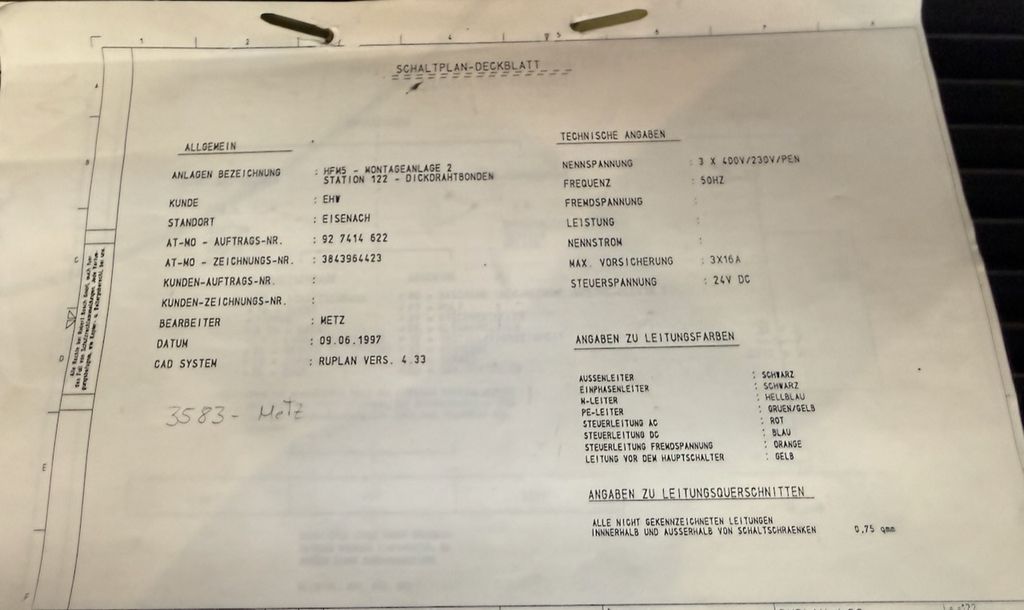 SCHALTPLAN-DECKBLATT
ALLGEMEIN
ANLAGEN BEZEICHNUNG : HFM5 - MONTAGEANLAGE 2
STATION 122 - DICKDRAHTBONDEN
KUNDE : EHW
STANDORT : EISENACH
AT-MO - AUFTRAGS-NR. : 92 7414 622
AT-MO - ZEICHNUNGS-NR. : 3843964423
KUNDEN-AUFTRAGS-NR. :
KUNDEN-ZEICHNUNGS-NR. :
BEARBEITER : METZ
DATUM : 09.06.1997
CAD SYSTEM : RUPLAN VERS. 4.33
3583 - Metz
TECHNISCHE ANGABEN
NENNSPANNUNG : 3 X 400V/230V/PEN
FREQUENZ : 50HZ
FREMDSPANNUNG :
LEISTUNG :
NENNSTROM :
MAX. VORSICHERUNG : 3X16A
STEUERSPANNUNG : 24V DC
ANGABEN ZU LEITUNGSFARBEN
AUSSENLEITER : SCHWARZ
EINPHASENLEITER : SCHWARZ
N-LEITER : HELLBLAU
PE-LEITER : GRUEN/GELB
STEUERLEITUNG AC : ROT
STEUERLEITUNG DC : BLAU
STEUERLEITUNG FREMDSPANNUNG : ORANGE
LEITUNG VOR DEM HAUPTSCHALTER : GELB
ANGABEN ZU LEITUNGSQUERSCHNITTEN
ALLE NICHT GEKENNZEICHNETEN LEITUNGEN
INNNERHALB UND AUSSERHALB VON SCHALTSCHRAENKEN 0,75 qmm